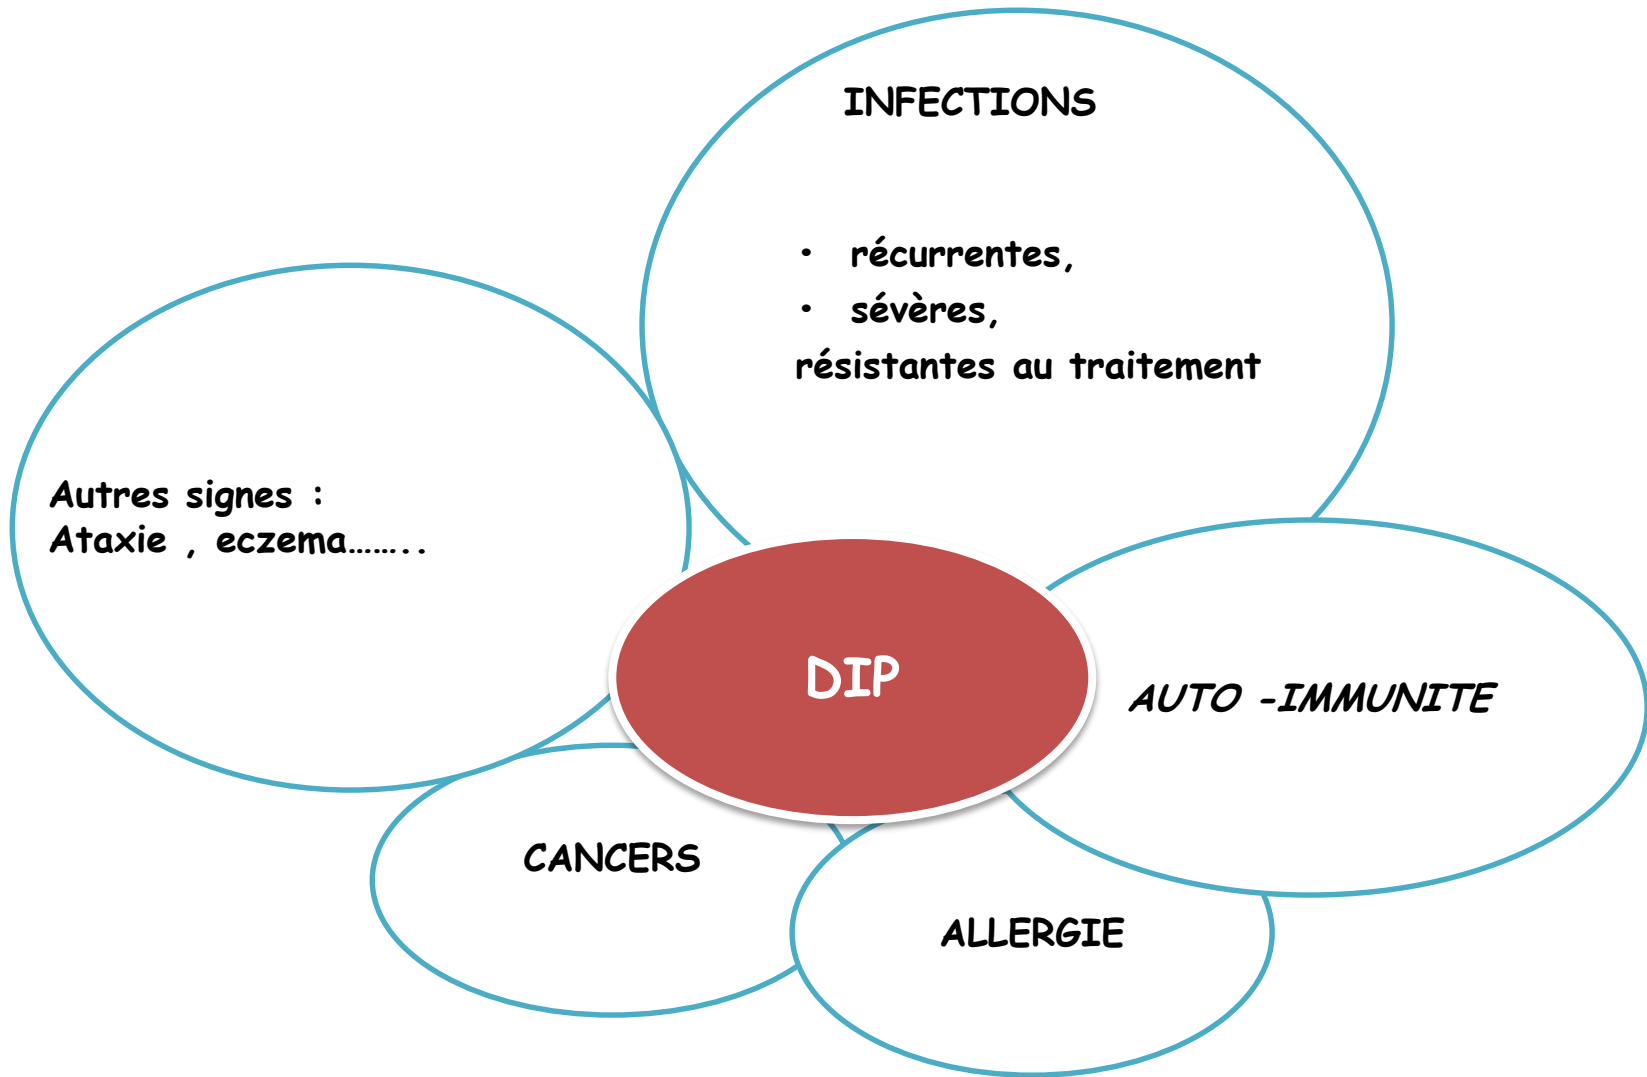 INFECTIONS
• récurrentes,
• sévères,
résistantes au traitement
Autres signes :
Ataxie , eczema……..
DIP
AUTO -IMMUNITE
CANCERS
ALLERGIE